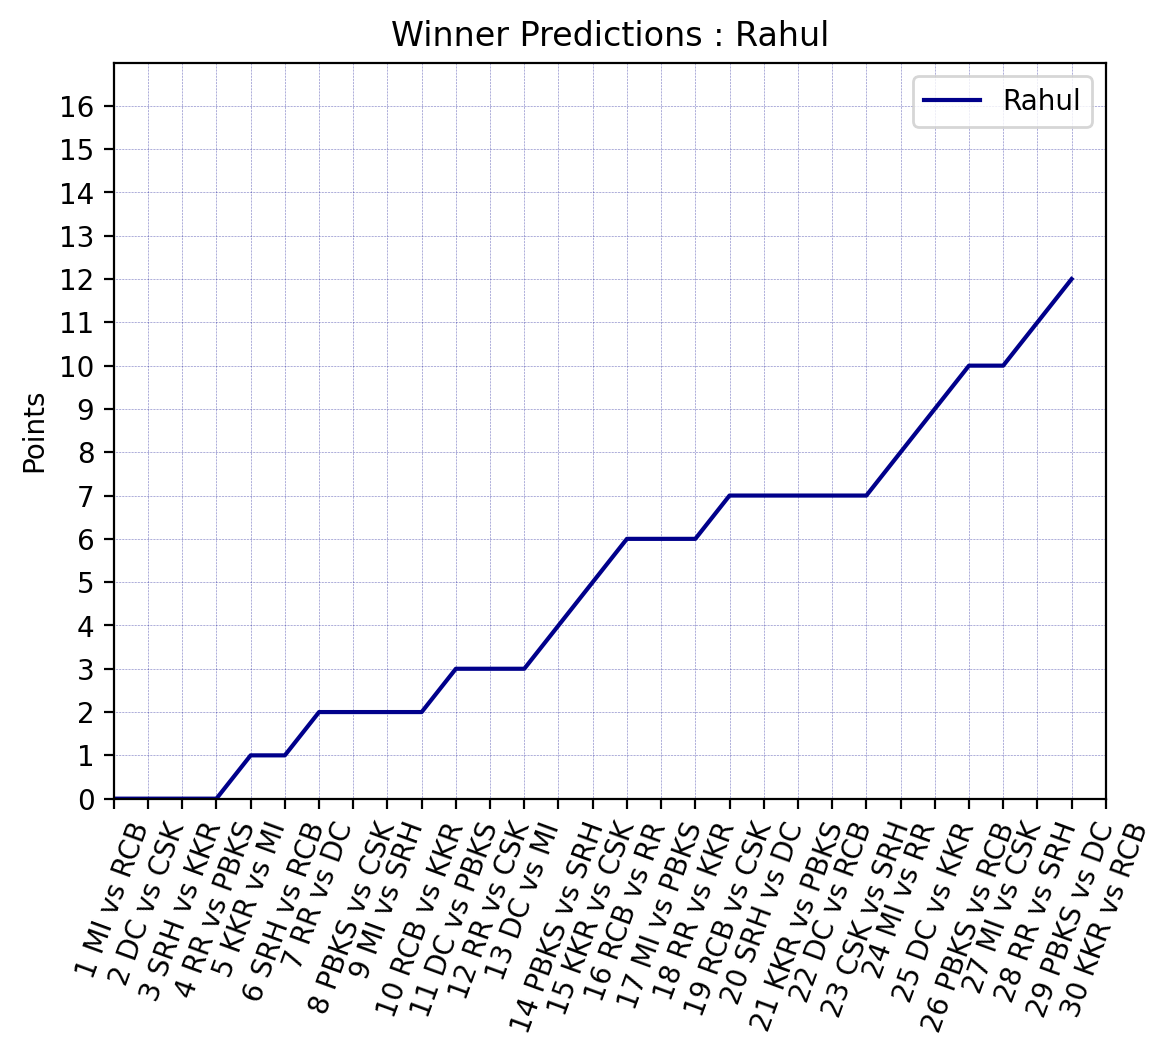 Winner Predictions : Rahul
Rahul
16
15
14
13
12
11
10
9
8
7
6
5
4
3
2
1
0
Points
1 MI vs RCB
2 DC vs CSK
3 SRH vs KKR
4 RR vs PBKS
5 KKR vs MI
6 SRH vs RCB
7 RR vs DC
8 PBKS vs CSK
9 MI vs SRH
10 RCB vs KKR
11 DC vs PBKS
12 RR vs CSK
13 DC vs MI
14 PBKS vs SRH
15 KKR vs CSK
16 RCB vs RR
17 MI vs PBKS
18 RR vs KKR
19 RCB vs CSK
20 SRH vs DC
21 KKR vs PBKS
22 DC vs RCB
23 CSK vs SRH
24 MI vs RR
25 DC vs KKR
26 PBKS vs RCB
27 MI vs CSK
28 RR vs SRH
29 PBKS vs DC
30 KKR vs RCB